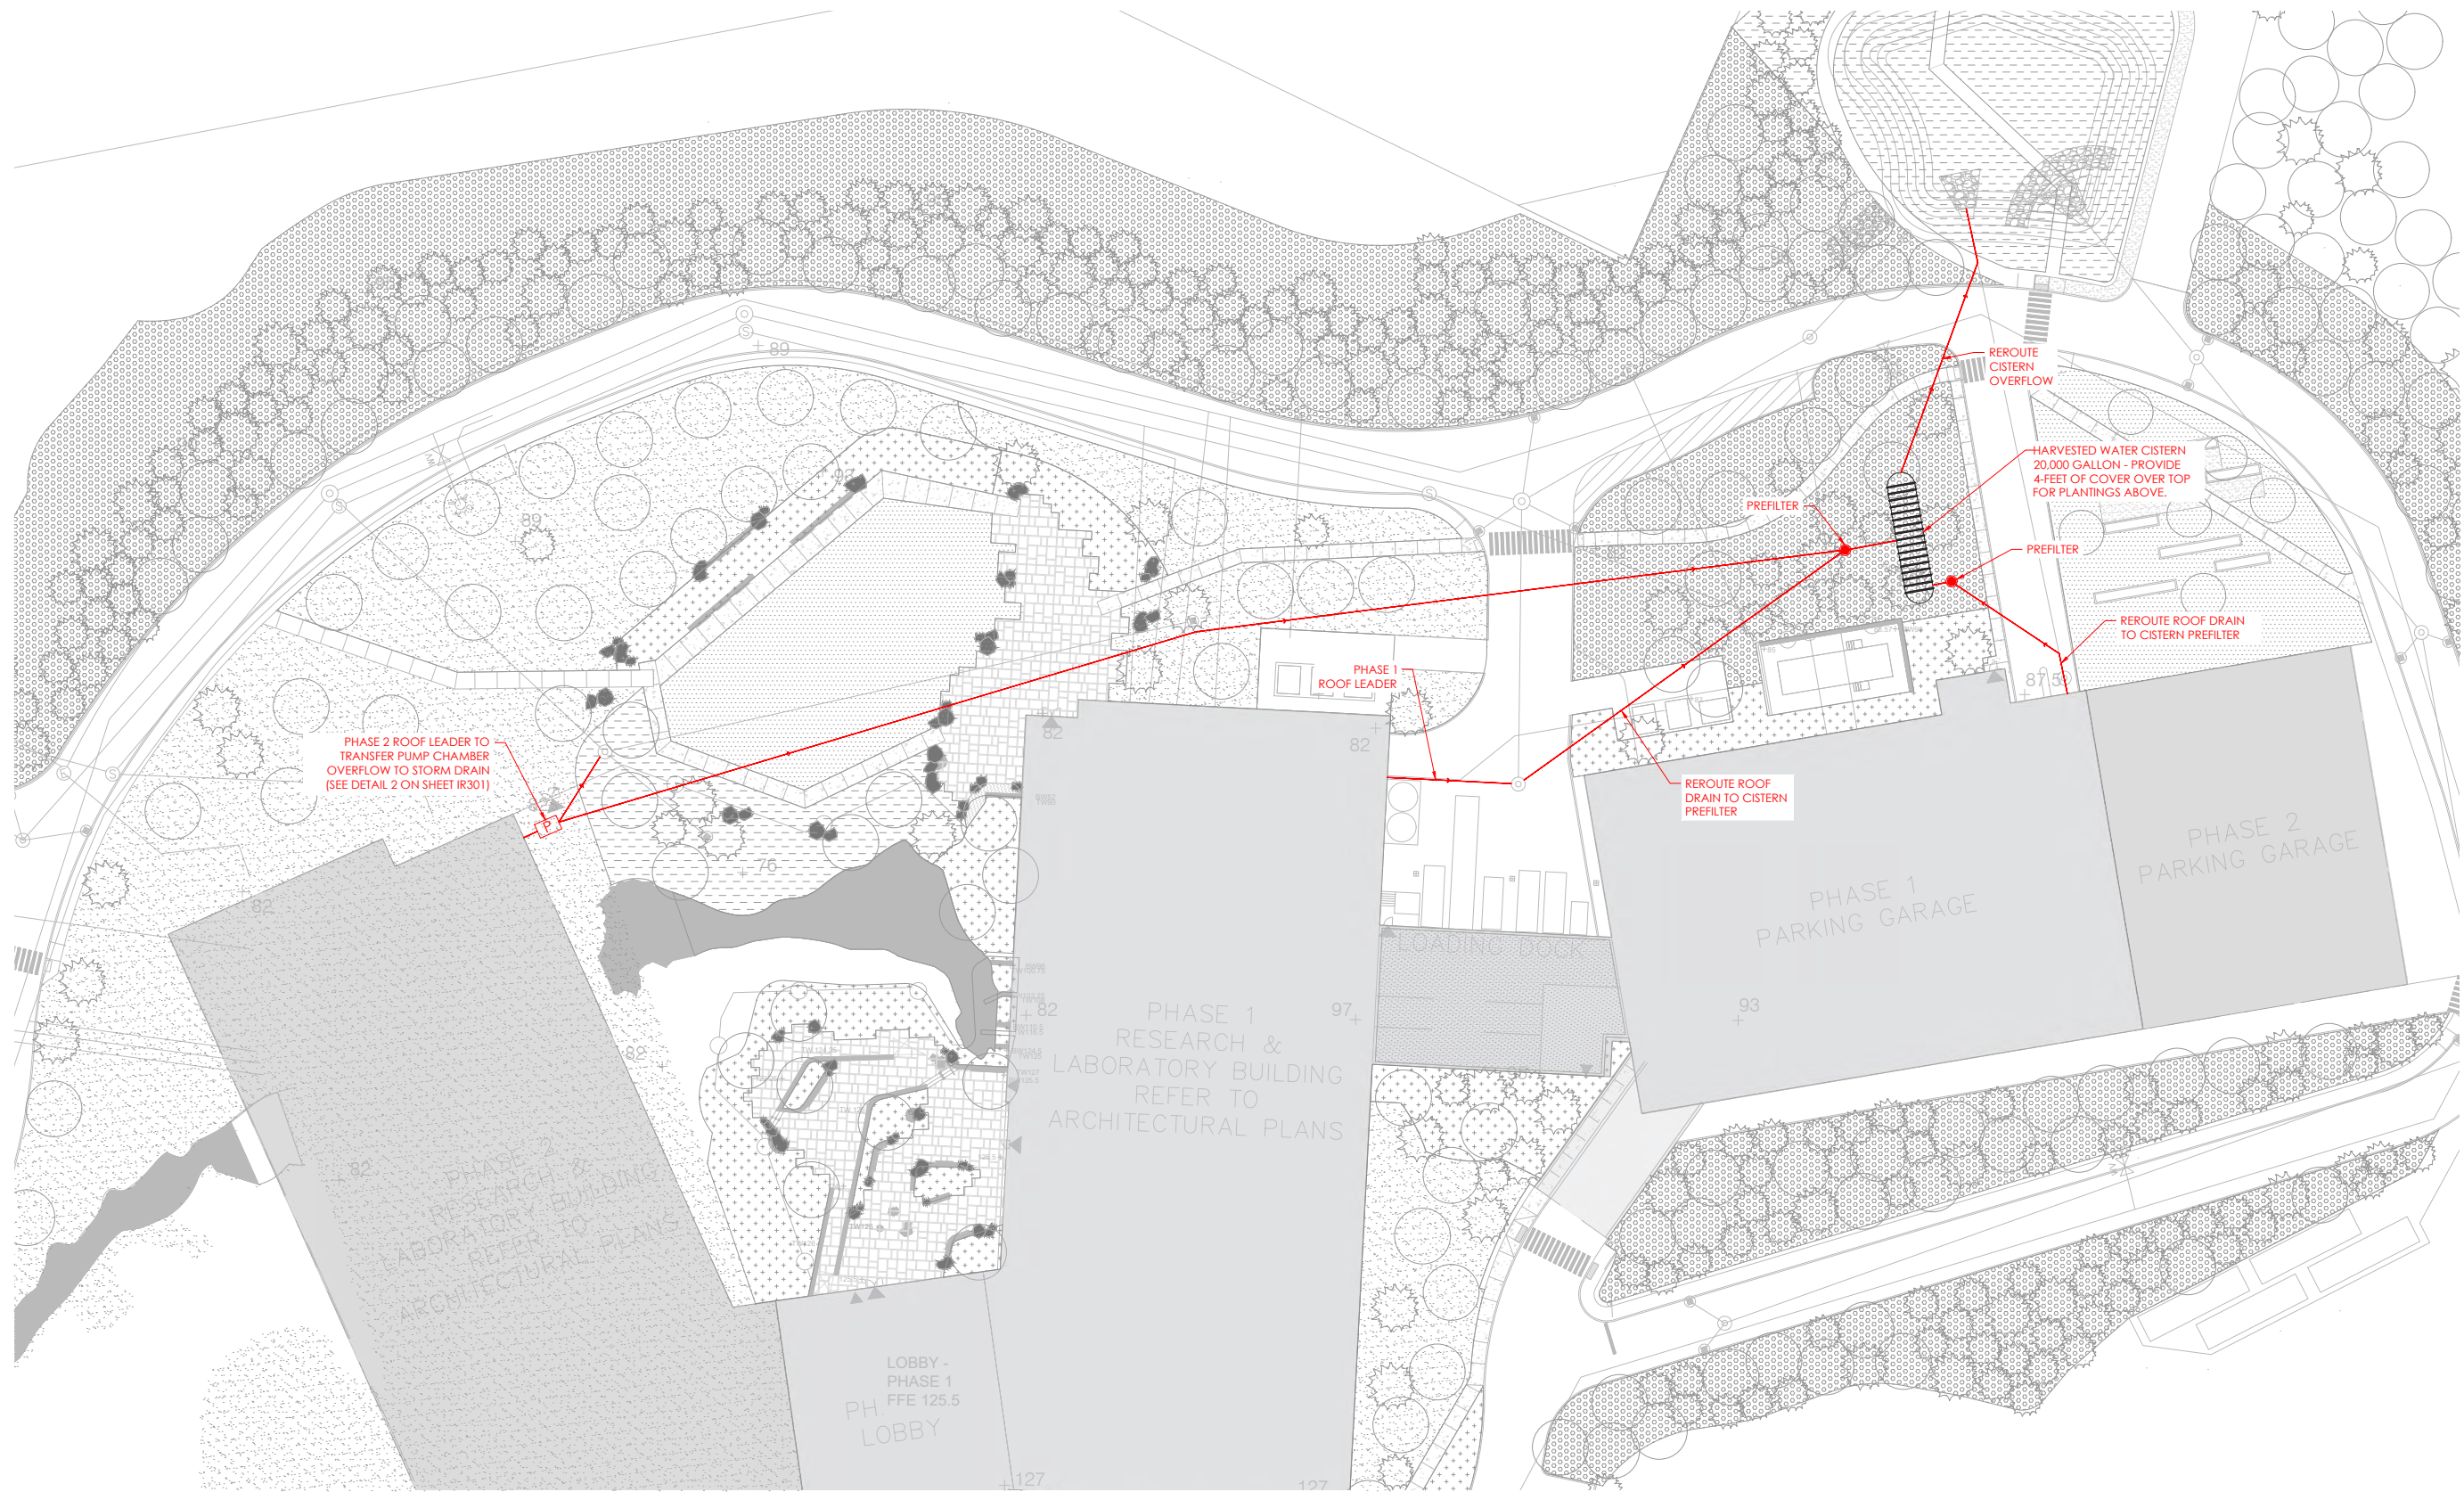 REROUTE
CISTERN
OVERFLOW
HARVESTED WATER CISTERN
20,000 GALLON - PROVIDE
4-FEET OF COVER OVER TOP
FOR PLANTINGS ABOVE.
PREFILTER
PREFILTER
REROUTE ROOF DRAIN
TO CISTERN PREFILTER
PHASE 1
ROOF LEADER
PHASE 2 ROOF LEADER TO
TRANSFER PUMP CHAMBER
OVERFLOW TO STORM DRAIN
(SEE DETAIL 2 ON SHEET IR301)
P
REROUTE ROOF
DRAIN TO CISTERN
PREFILTER
89
89
S
S
S
S
82
82
87.5
76
82
PHASE 2
PARKING GARAGE
PHASE 1
PARKING GARAGE
LOADING DOCK
93
97
82
82
PHASE 1
RESEARCH &
LABORATORY BUILDING
REFER TO
ARCHITECTURAL PLANS
82
PHASE 2
RESEARCH &
LABORATORY BUILDING
REFER TO
ARCHITECTURAL PLANS
LOBBY -
PHASE 1
FFE 125.5
PH
LOBBY
127
127